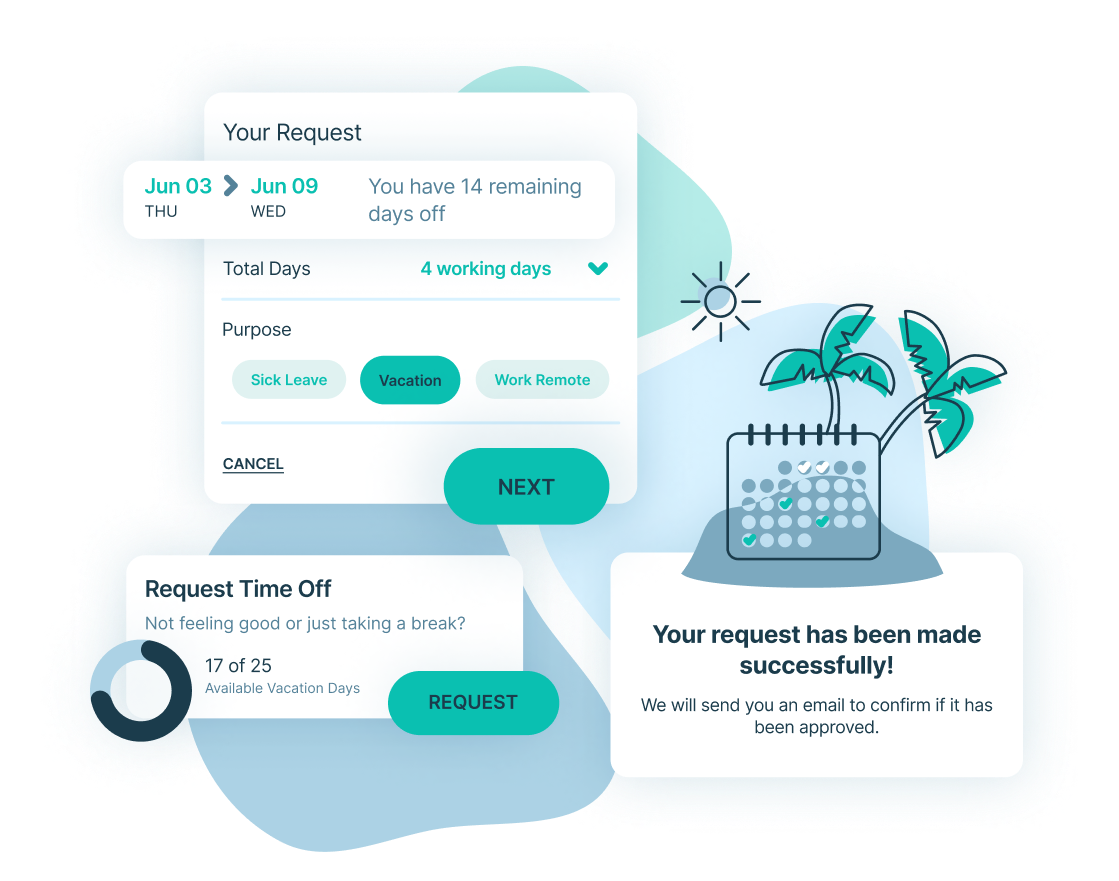 Your Request
Jun 03 Jun 09
THU WED
You have 14 remaining
days off
Total Days 4 working days
Purpose
Sick Leave Vacation Work Remote
CANCEL NEXT
Request Time Off
Not feeling good or just taking a break?
17 of 25
Available Vacation Days
REQUEST
Your request has been made
successfully!
We will send you an email to confirm if it has
been approved.